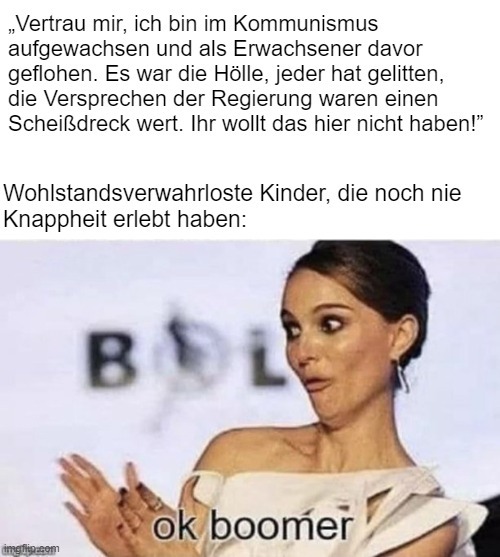 „Vertrau mir, ich bin im Kommunismus
aufgewachsen und als Erwachsener davor
geflohen. Es war die Hölle, jeder hat gelitten,
die Versprechen der Regierung waren einen
Scheißdreck wert. Ihr wollt das hier nicht haben!”
Wohlstandsverwahrloste Kinder, die noch nie
Knappheit erlebt haben:
B L
ok boomer
imgflip.com